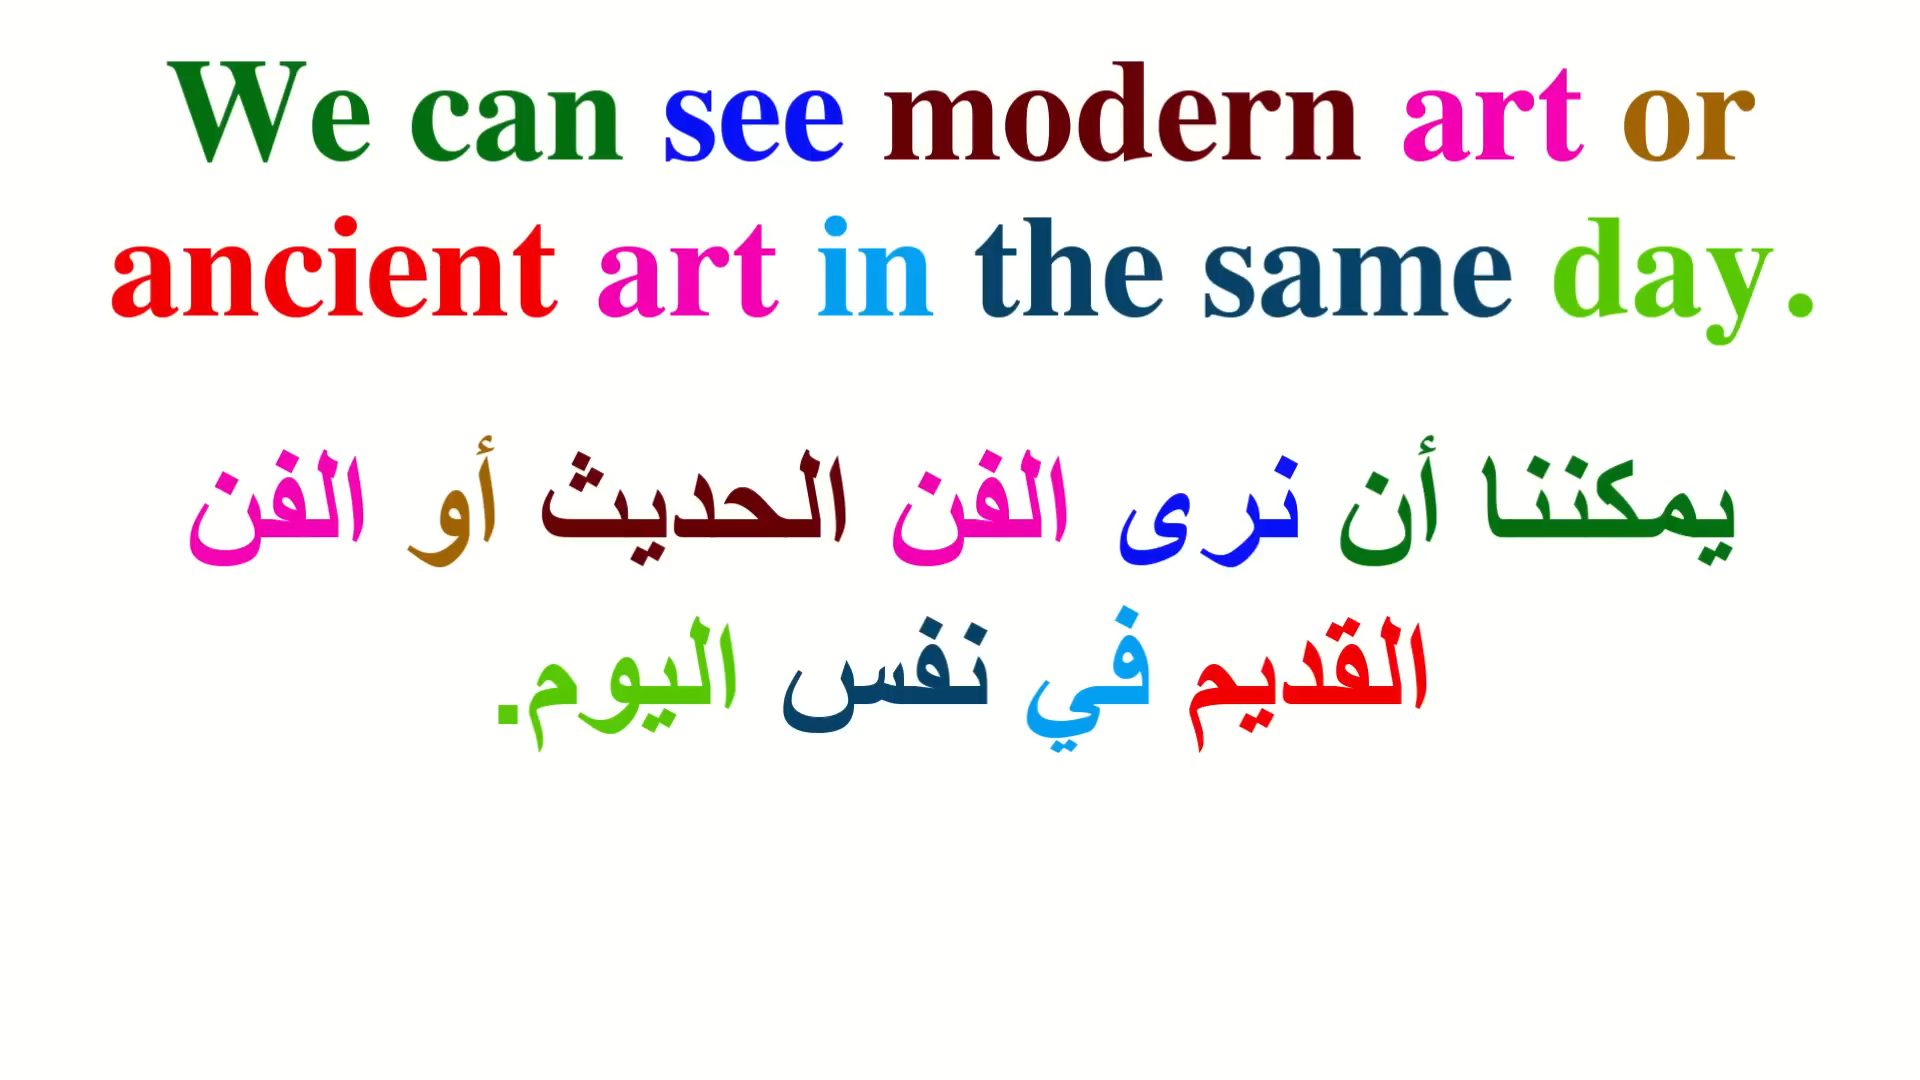 We can see modern art or
ancient art in the same day.
يمكننا أن نرى الفن الحديث أو الفن
القديم في نفس اليوم.